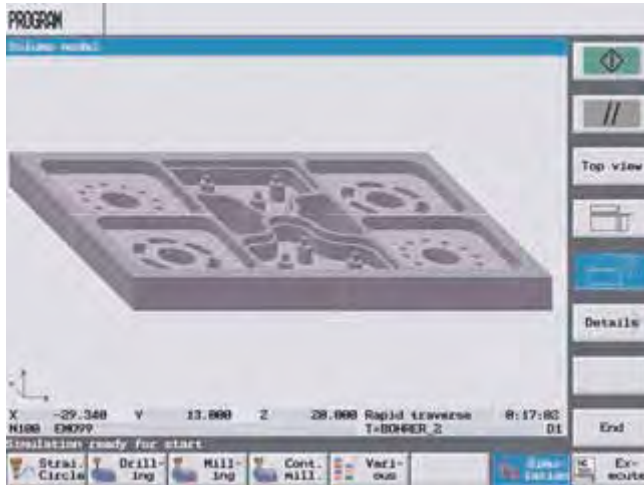 PROGRAM
Volume model
//
Top view
Details
X -29.340 Y 13.000 Z 20.000 Rapid traverse 0:17:02
N100 EMO99 T=BOHRER_2 D1
End
Simulation ready for start
Strai. Circle
Drill- ing
Mill- ing
Cont. mill.
Vari- ous
Simu- lation
Ex- ecute